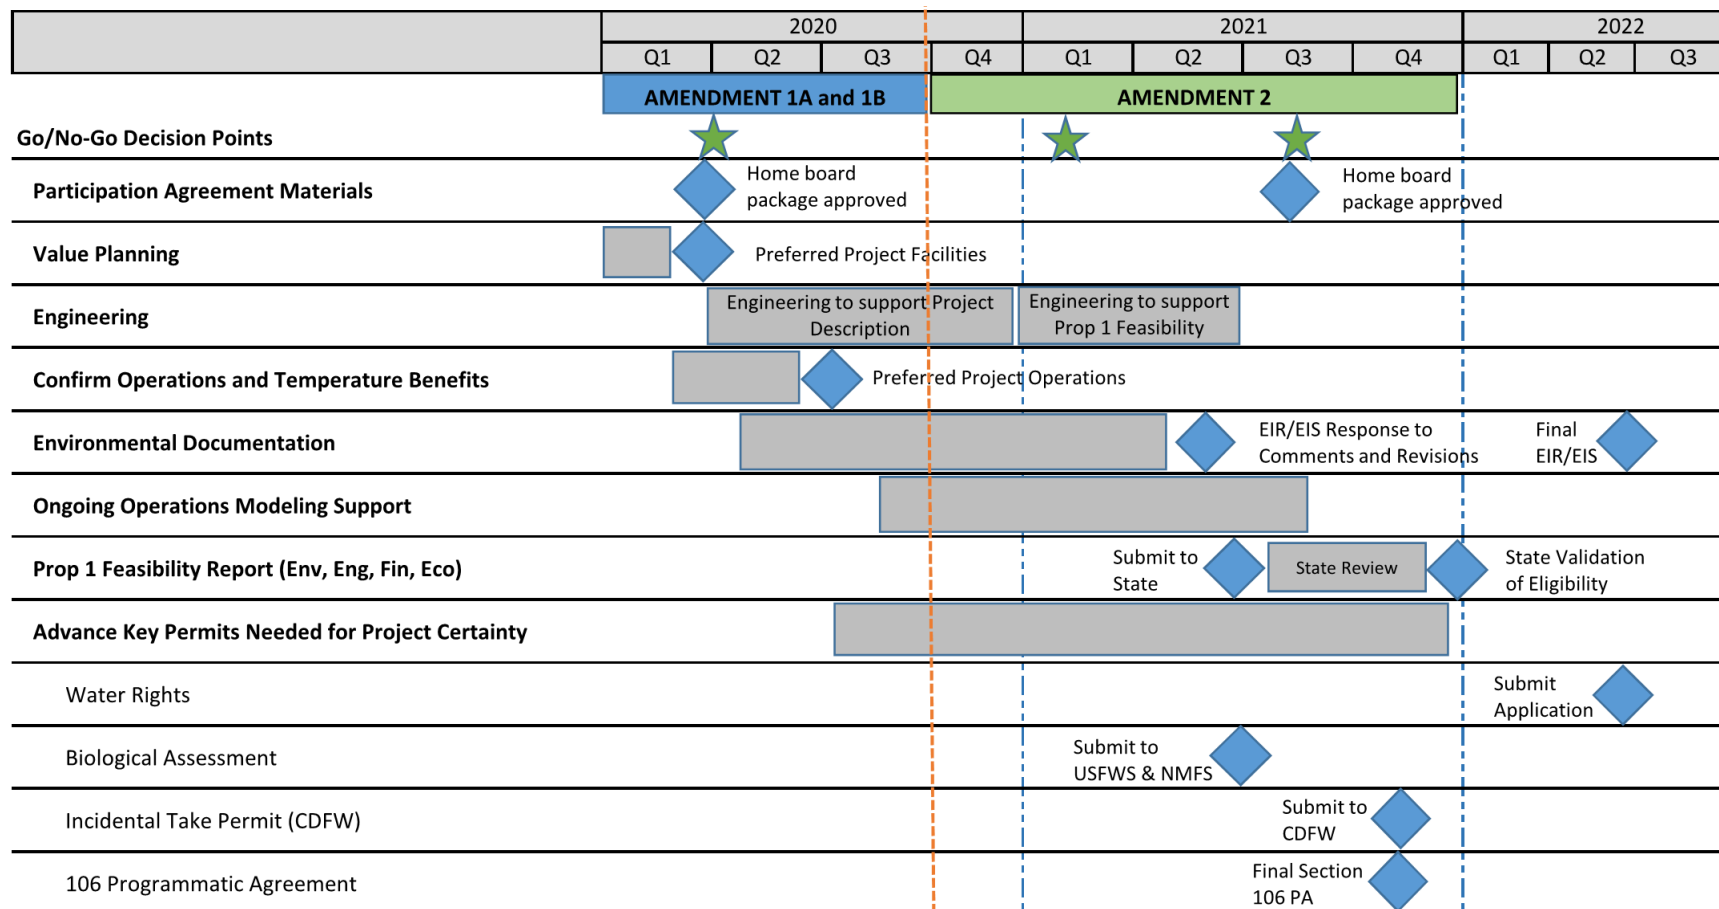 2020 2021 2022
Q1 Q2 Q3 Q4 Q1 Q2 Q3 Q4 Q1 Q2 Q3
AMENDMENT 1A and 1B AMENDMENT 2
Go/No-Go Decision Points
Participation Agreement Materials
Home board
package approved
Home board
package approved
Value Planning
Preferred Project Facilities
Engineering
Engineering to support Project
Description
Engineering to support
Prop 1 Feasibility
Confirm Operations and Temperature Benefits
Preferred Project Operations
Environmental Documentation
EIR/EIS Response to
Comments and Revisions
Final
EIR/EIS
Ongoing Operations Modeling Support
Prop 1 Feasibility Report (Env, Eng, Fin, Eco)
Submit to
State
State Review
State Validation
of Eligibility
Advance Key Permits Needed for Project Certainty
Water Rights
Submit
Application
Biological Assessment
Submit to
USFWS & NMFS
Incidental Take Permit (CDFW)
Submit to
CDFW
106 Programmatic Agreement
Final Section
106 PA